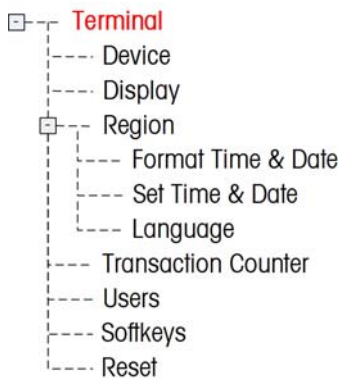 Terminal
Device
Display
Region
Format Time & Date
Set Time & Date
Language
Transaction Counter
Users
Softkeys
Reset